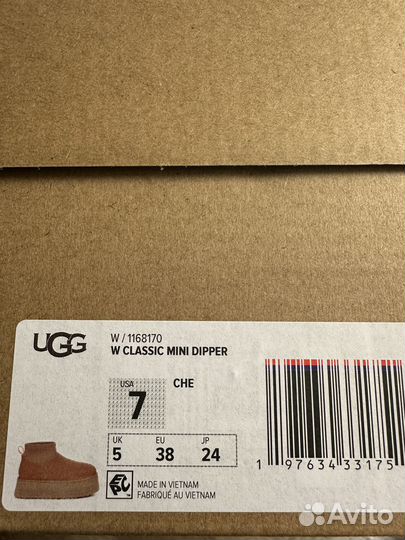 UGG
W / 1168170
W CLASSIC MINI DIPPER
USA
7
CHE
UK
5
EU
38
JP
24
1 97634 33175
MADE IN VIETNAM
FABRIQUÉ AU VIETNAM
Avito